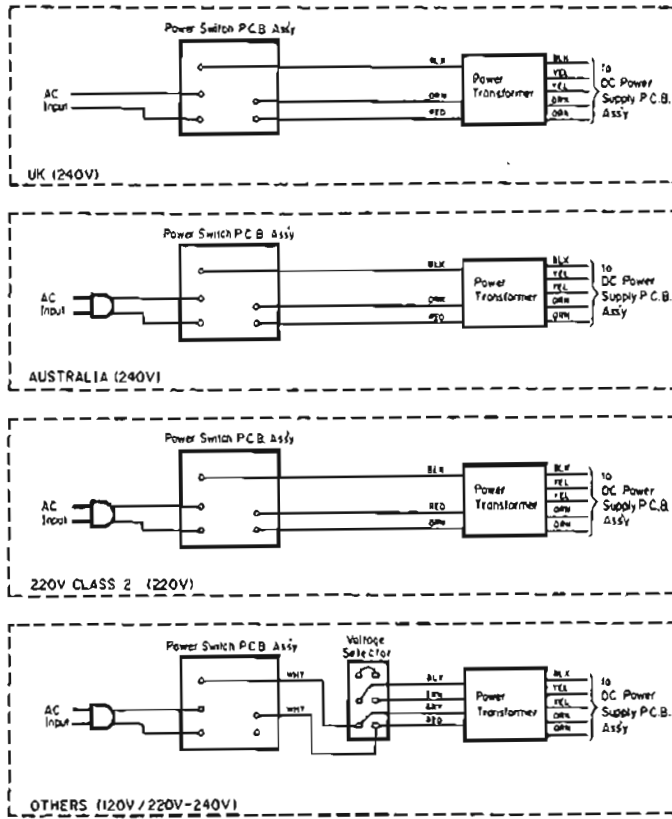 Power Switch P.C.B. Ass'y
AC
Input
BLK
ORN
RED
Power
Transformer
BLK
YEL
YEL
ORN
ORN
to
DC Power
Supply P.C.B.
Ass'y
UK (240V)
Power Switch P.C.B. Ass'y
AC
Input
BLK
ORN
RED
Power
Transformer
BLK
YEL
YEL
ORN
ORN
to
DC Power
Supply P.C.B.
Ass'y
AUSTRALIA (240V)
Power Switch P.C.B. Ass'y
AC
Input
BLK
RED
ORN
Power
Transformer
BLK
YEL
YEL
ORN
ORN
to
DC Power
Supply P.C.B.
Ass'y
220V CLASS 2 (220V)
Power Switch P.C.B. Ass'y
Voltage
Selector
AC
Input
WHT
WHT
BLK
RED
Power
Transformer
BLK
YEL
YEL
ORN
ORN
to
DC Power
Supply P.C.B.
Ass'y
OTHERS (120V/220V-240V)